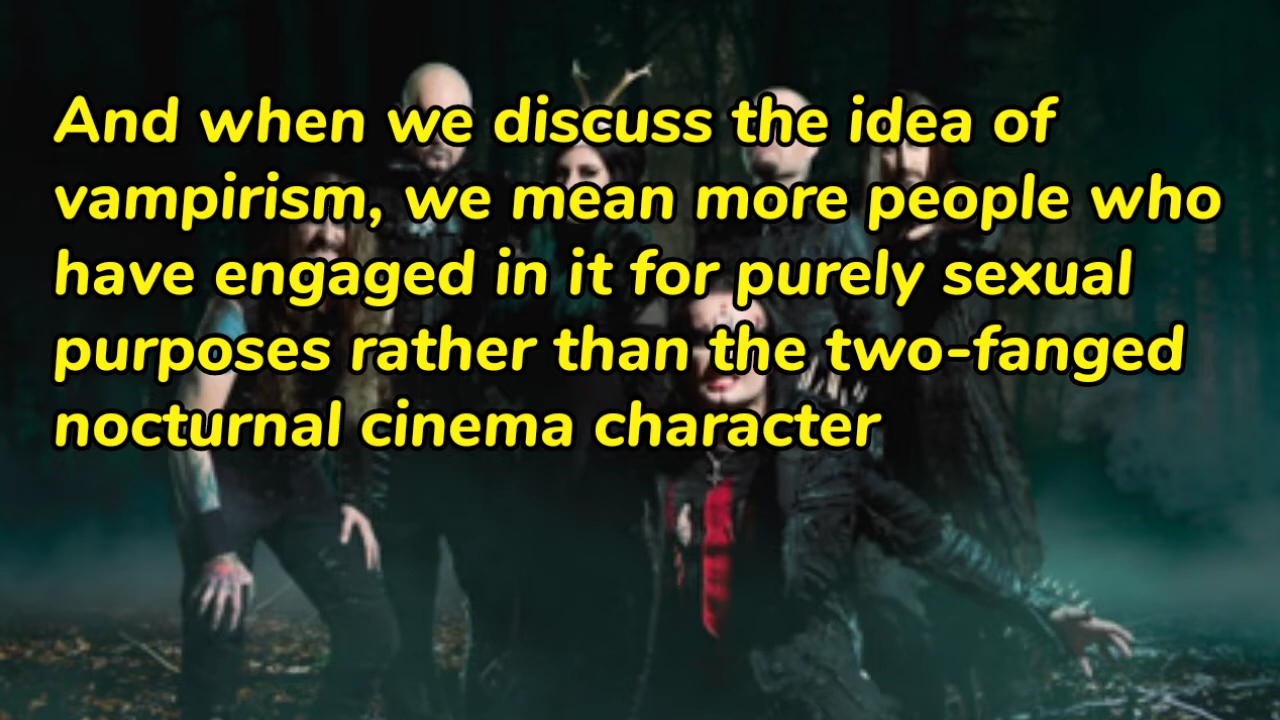 And when we discuss the idea of
vampirism, we mean more people who
have engaged in it for purely sexual
purposes rather than the two-fanged
nocturnal cinema character